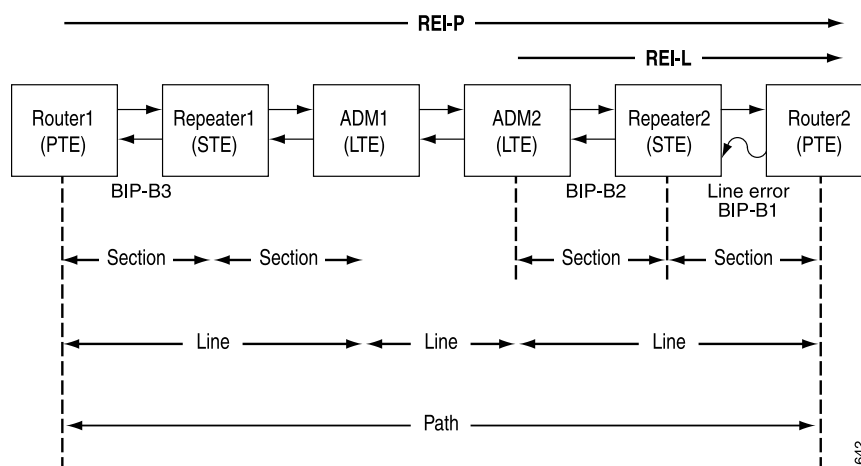 REI-P
REI-L
Router1
(PTE)
Repeater1
(STE)
ADM1
(LTE)
ADM2
(LTE)
Repeater2
(STE)
Router2
(PTE)
BIP-B3
BIP-B2
Line error
BIP-B1
Section
Section
Section
Section
Line
Line
Line
Path